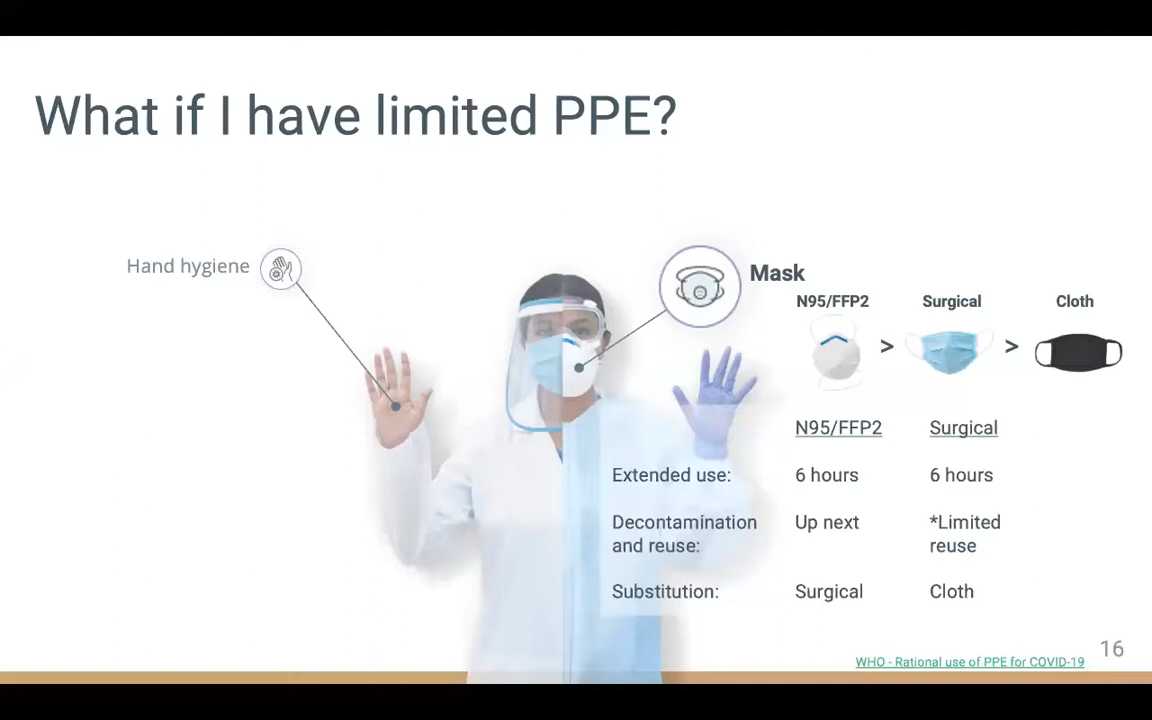 What if I have limited PPE?
Hand hygiene
Mask
N95/FFP2 Surgical Cloth
> >
N95/FFP2 Surgical
Extended use: 6 hours 6 hours
Decontamination Up next *Limited
and reuse: reuse
Substitution: Surgical Cloth
16
WHO - Rational use of PPE for COVID-19